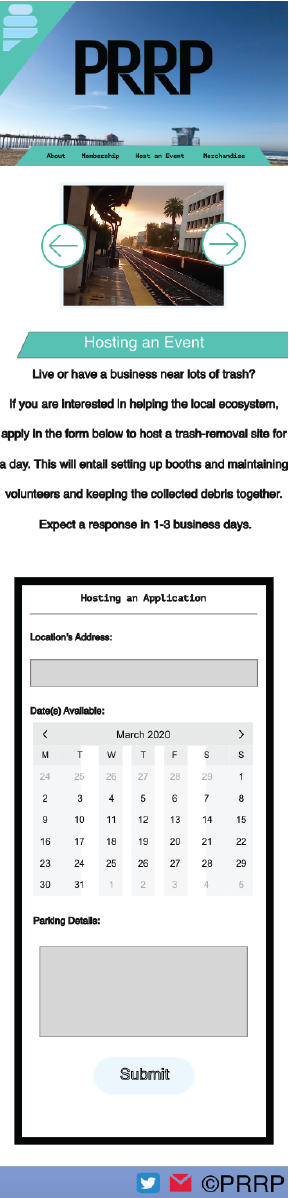 PRRP
About Membership Host an Event Merchandise
Hosting an Event
Live or have a business near lots of trash?
If you are interested in helping the local ecosystem,
apply in the form below to host a trash-removal site for
a day. This will entail setting up booths and maintaining
volunteers and keeping the collected debris together.
Expect a response in 1-3 business days.
Hosting an Application
Location's Address:
Date(s) Available:
< March 2020 >
M T W T F S S
24 25 26 27 28 29 1
2 3 4 5 6 7 8
9 10 11 12 13 14 15
16 17 18 19 20 21 22
23 24 25 26 27 28 29
30 31 1 2 3 4 5
Parking Details:
Submit
©PRRP